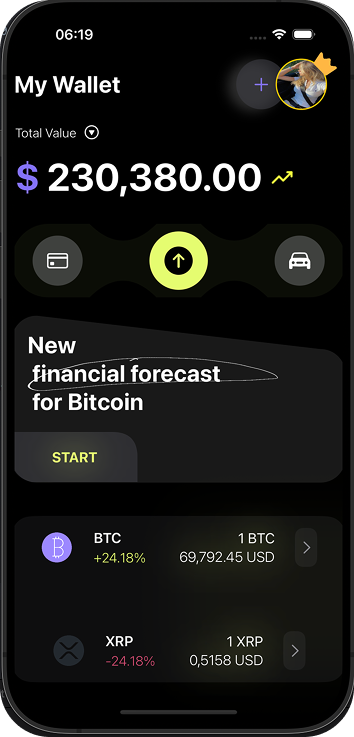 06:19
My Wallet
+
Total Value
$ 230,380.00
New
financial forecast
for Bitcoin
START
BTC 1 BTC
+24.18% 69,792.45 USD
XRP 1 XRP
-24.18% 0,5158 USD